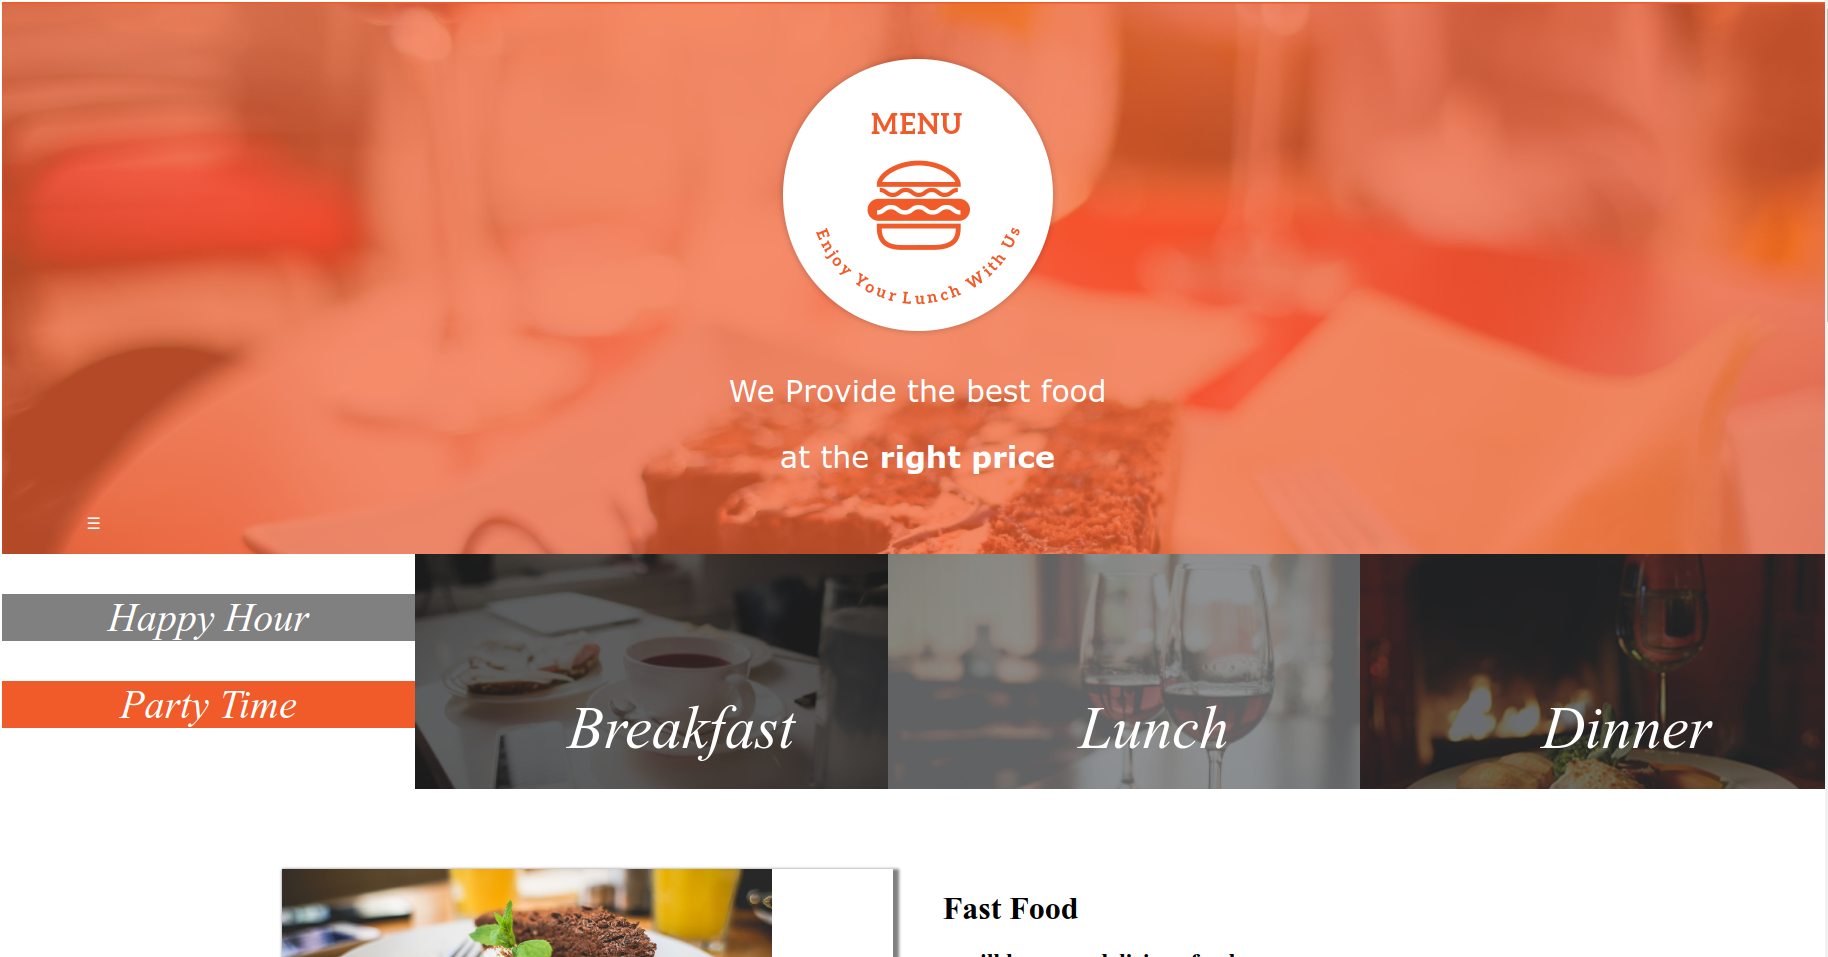 MENU
Enjoy Your Lunch With Us
We Provide the best food
at the right price
☰
Happy Hour
Party Time
Breakfast
Lunch
Dinner
Fast Food